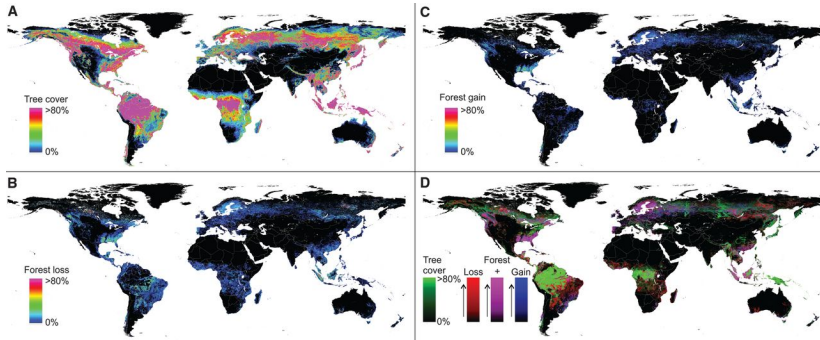 A
Tree cover
>80%
0%
B
Forest loss
>80%
0%
C
Forest gain
>80%
0%
D
Tree
cover
>80%
0%
Forest
Loss + Gain